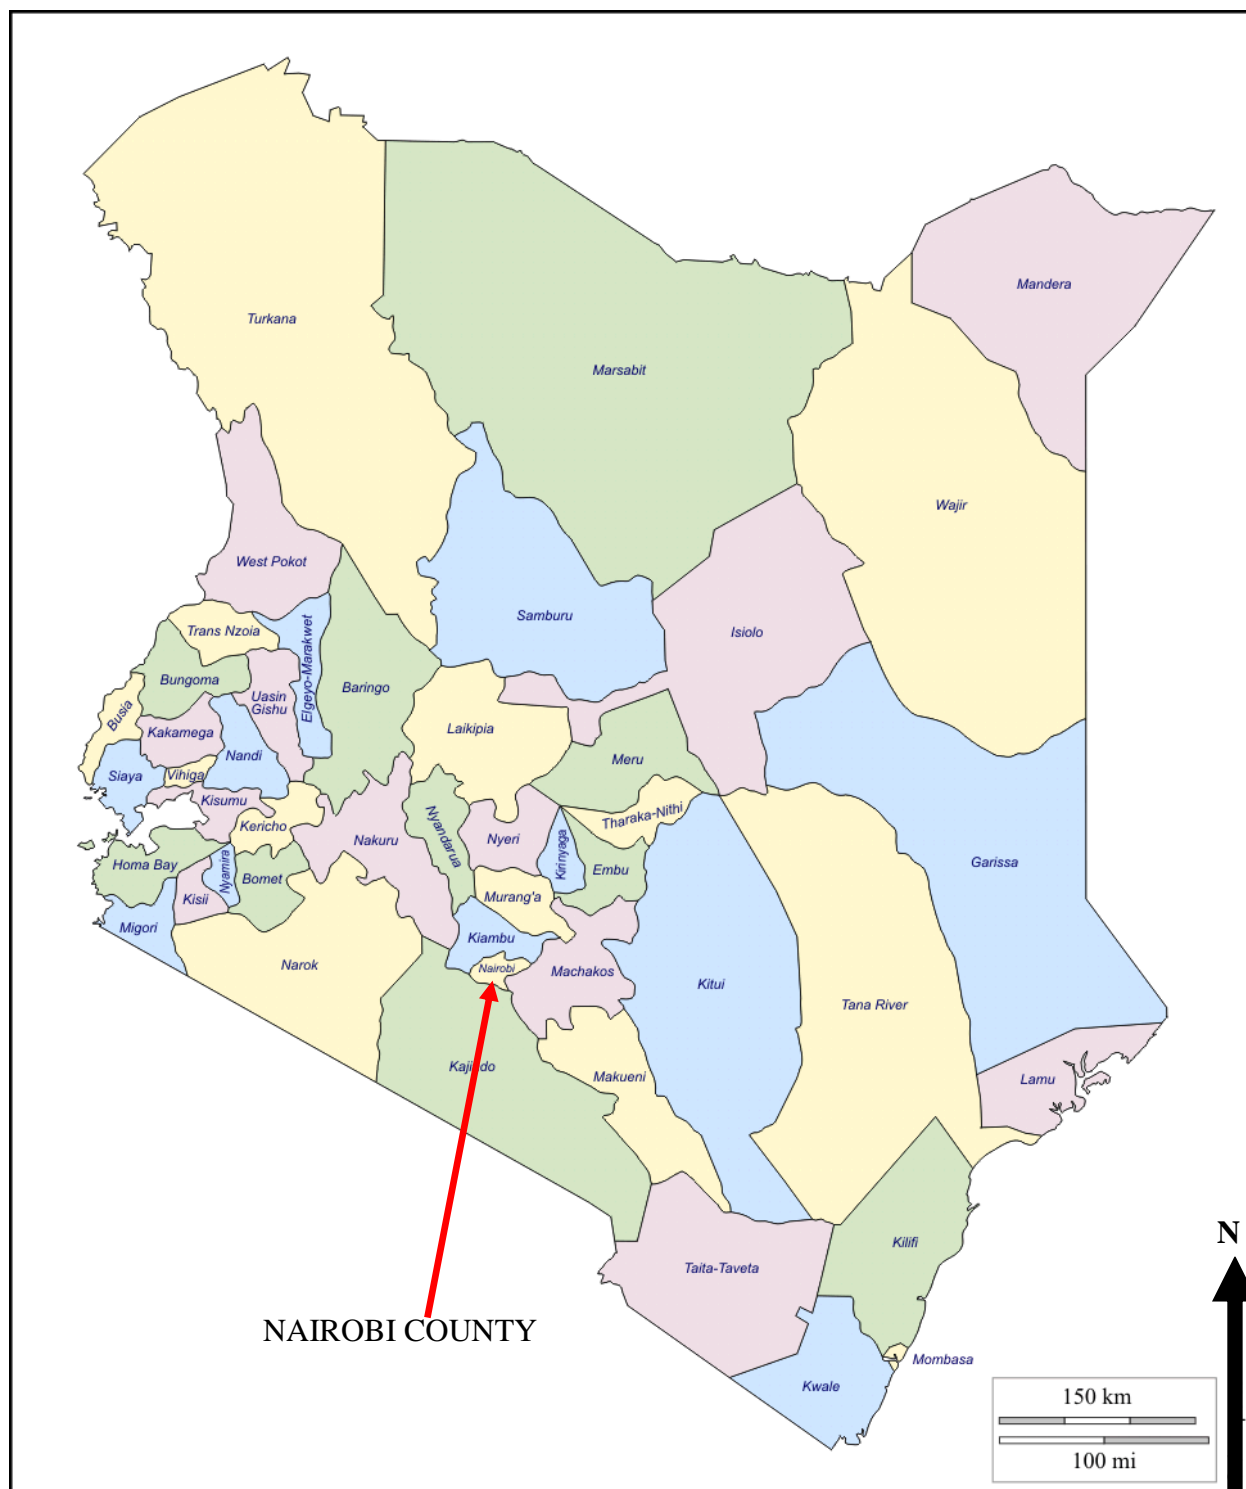 Mandera
Turkana
Marsabit
Wajir
West Pokot
Samburu
Isiolo
Trans Nzoia
Elgeyo-Marakwet
Bungoma
Baringo
Uasin
Gishu
Busia
Kakamega
Laikipia
Nandi
Meru
Siaya
Vihiga
Kisumu
Tharaka-Nithi
Kericho
Nyandarua
Nyeri
Kirinyaga
Nakuru
Garissa
Homa Bay
Nyamira
Bomet
Embu
Kisii
Murang'a
Migori
Kiambu
Narok
Nairobi
Machakos
Kitui
Tana River
Kajiado
Makueni
Lamu
Kilifi
N
Taita-Taveta
NAIROBI COUNTY
Mombasa
Kwale
150 km
100 mi